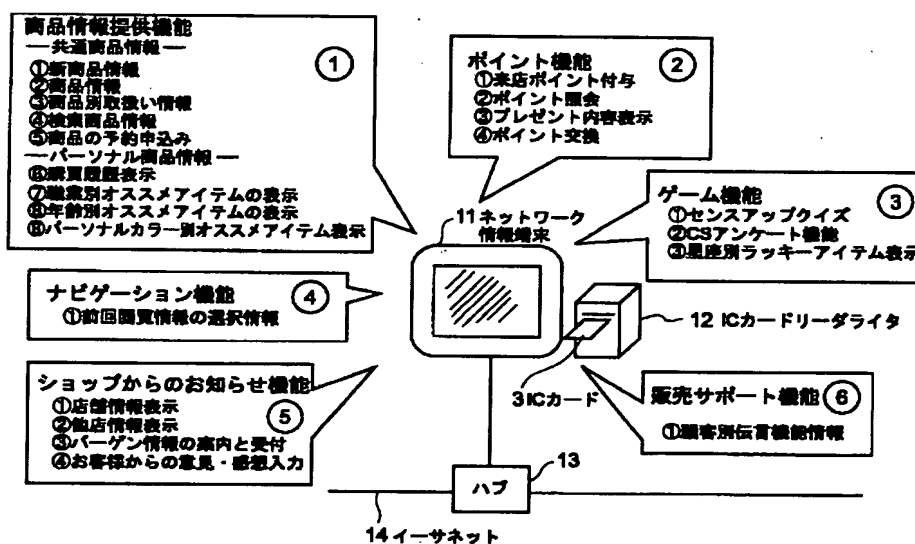 商品情報提供機能
①
―共通商品情報―
①新商品情報
②商品情報
③商品別取扱い情報
④検索商品情報
⑤商品の予約申込み
―パーソナル商品情報―
⑥購買履歴表示
⑦職業別オススメアイテムの表示
⑧年齢別オススメアイテムの表示
⑧パーソナルカラー別オススメアイテム表示
ポイント機能
②
①来店ポイント付与
②ポイント照会
③プレゼント内容表示
④ポイント交換
ゲーム機能
③
①センスアップクイズ
②CSアンケート機能
③星座別ラッキーアイテム表示
11 ネットワーク
情報端末
ナビゲーション機能
④
①前回閲覧情報の選択情報
12 ICカードリーダライタ
3 ICカード
ショップからのお知らせ機能
⑤
①店舗情報表示
②他店情報表示
③バーゲン情報の案内と受付
④お客様からの意見・感想入力
販売サポート機能
⑥
①顧客別伝言機能情報
ハブ
13
14 イーサネット